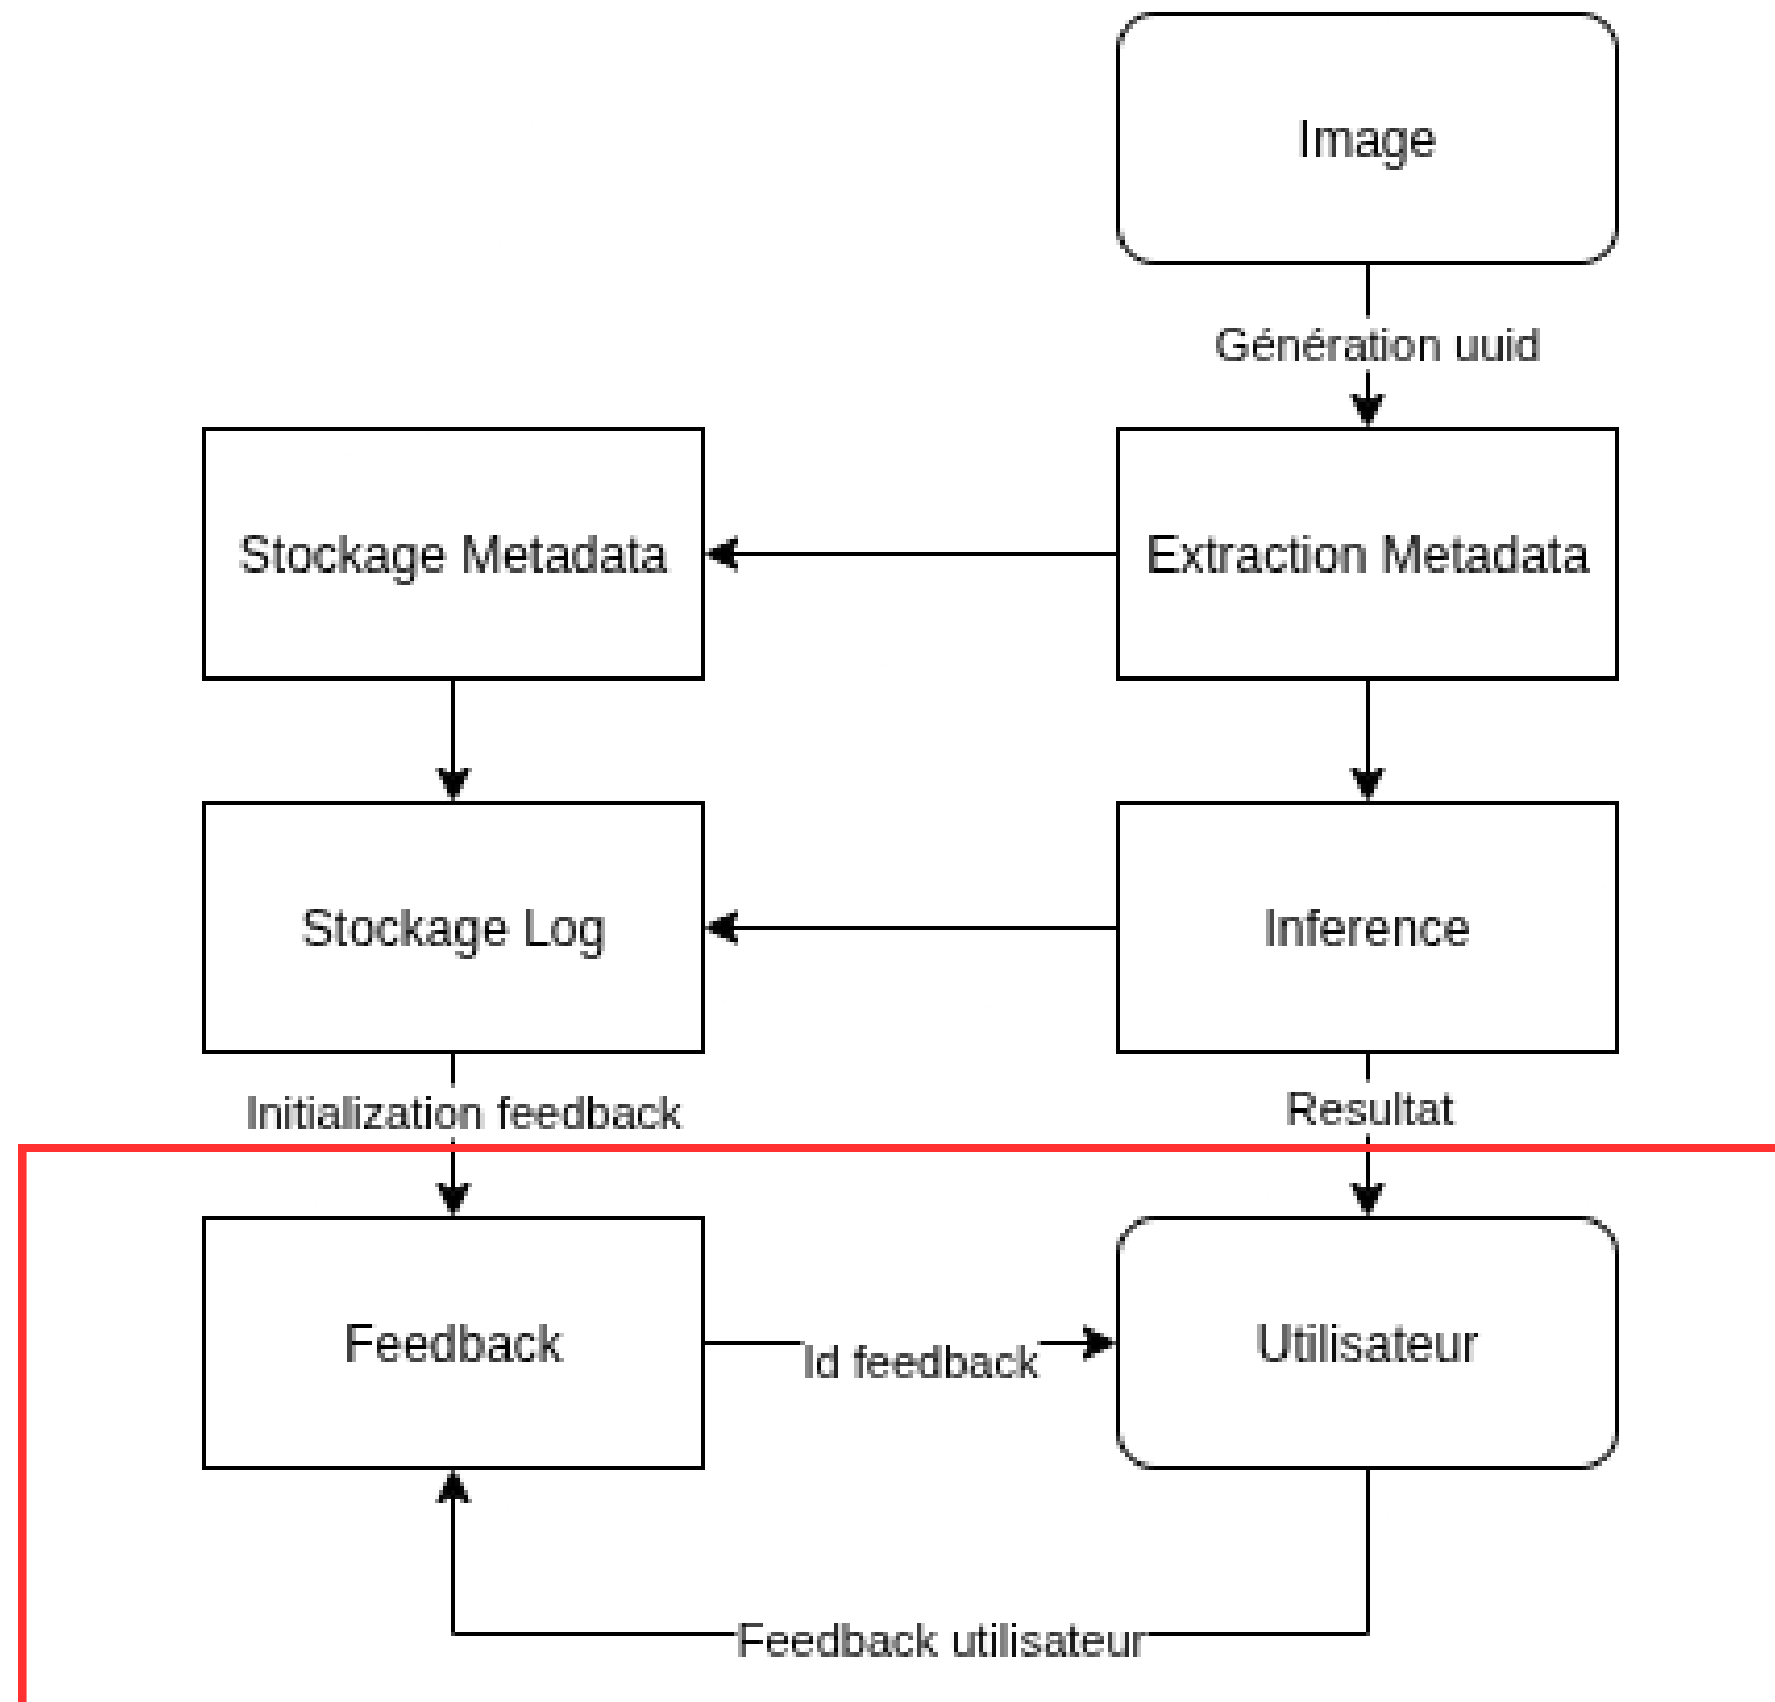 Image
Génération uuid
Stockage Metadata
Extraction Metadata
Stockage Log
Inference
Initialization feedback
Resultat
Feedback
Id feedback
Utilisateur
Feedback utilisateur